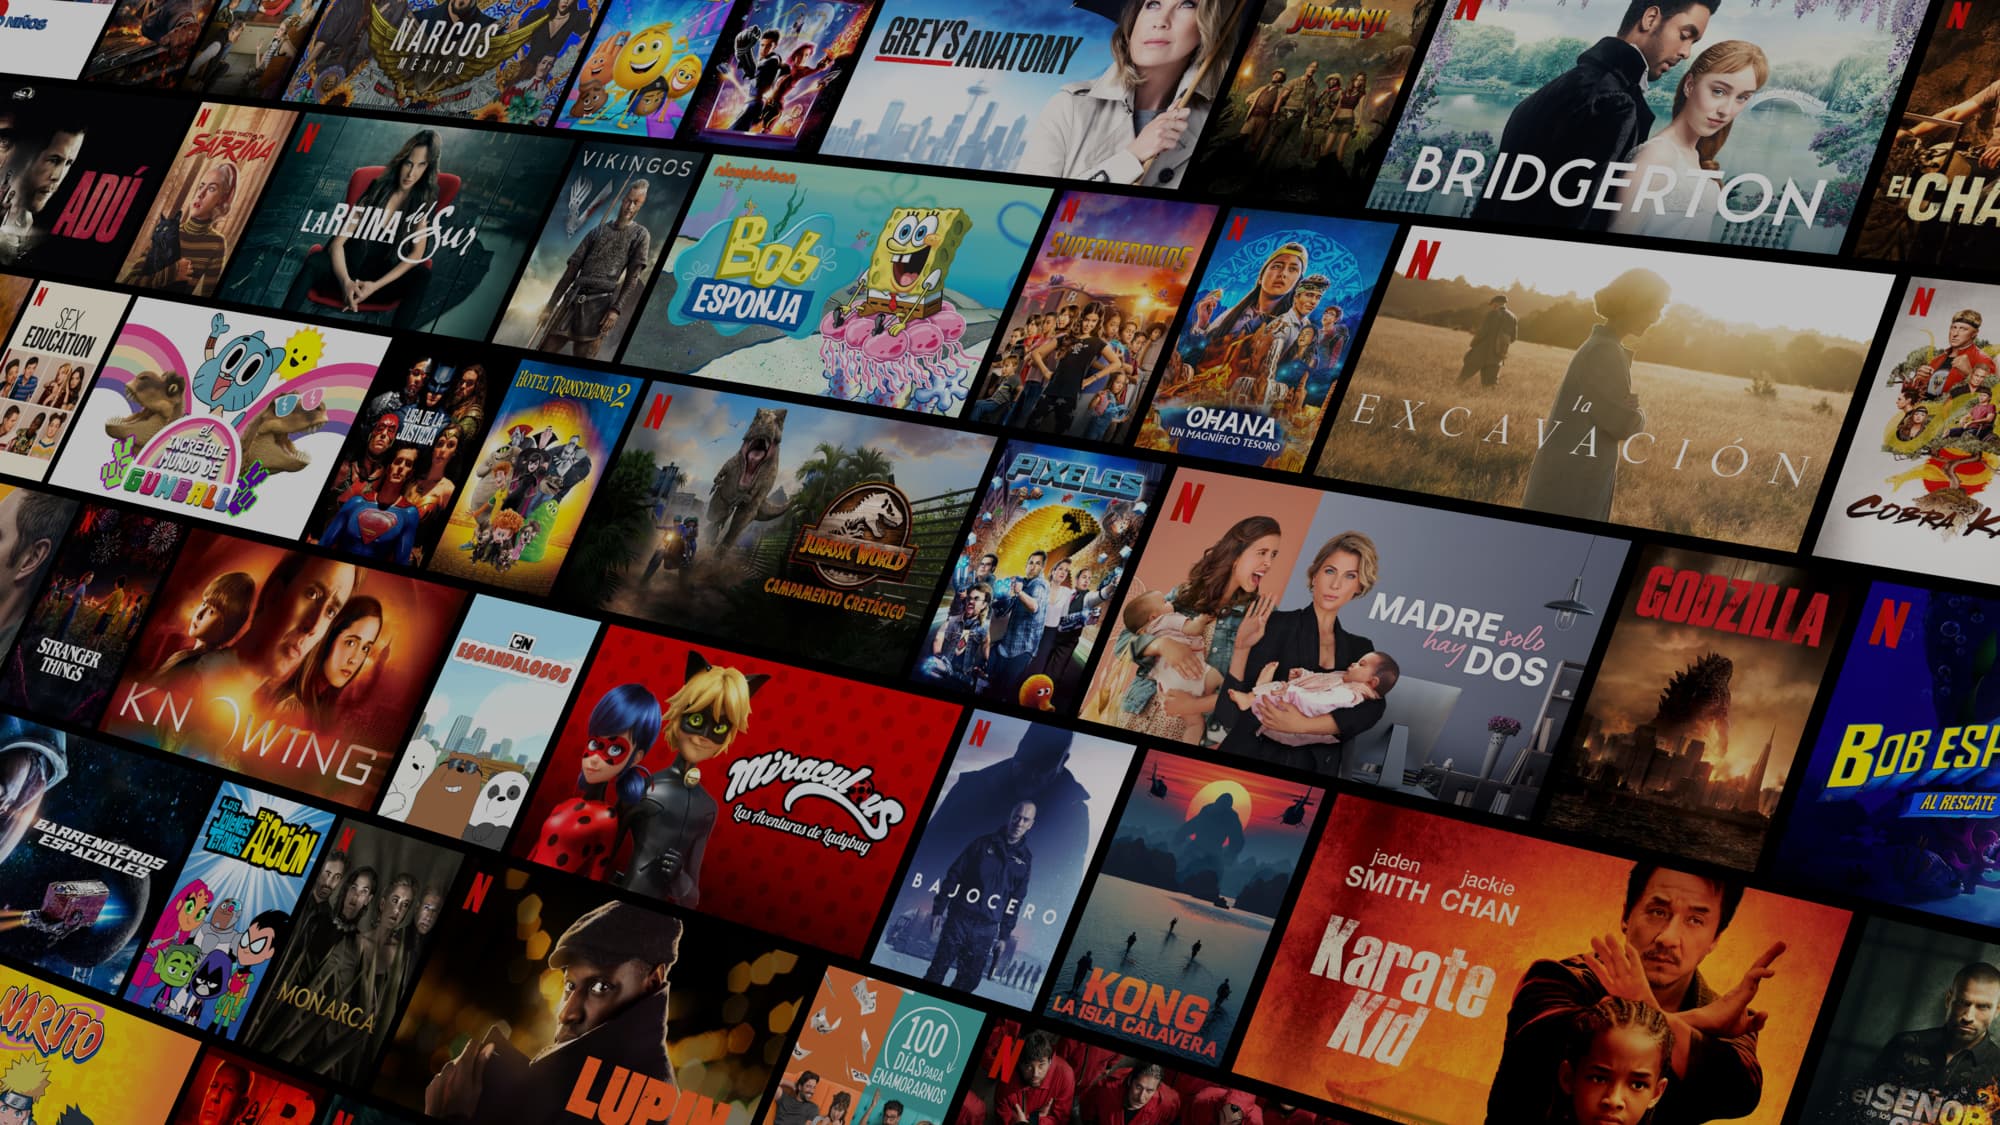 NIÑOS
NARCOS
MÉXICO
GREY'S ANATOMY
JUMANJI
BRIDGERTON
EL CHA
ADÚ
SABRINA
LA REINA del Sur
VIKINGOS
nickelodeon
BOB
ESPONJA
SUPERHEROICOS
'OHANA
UN MAGNÍFICO TESORO
la
EXCAVACIÓN
COBRA K
SEX
EDUCATION
el
INCREÍBLE
MUNDO DE
GUMBALL
LIGA DE LA
JUSTICIA
HOTEL TRANSYLVANIA 2
JURASSIC WORLD
CAMPAMENTO CRETÁCICO
PIXELES
MADRE solo
hay DOS
GODZILLA
BOB ESP
AL RESCATE
STRANGER
THINGS
KNOWING
CN
ESCANDALOSOS
Miraculous
Las Aventuras de Ladybug
BAJOCERO
KONG
LA ISLA CALAVERA
jaden
SMITH
jackie
CHAN
Karate
Kid
BARRENDEROS
ESPACIALES
LOS
JÓVENES
TITANES
EN
ACCIÓN
MONARCA
LUPIN
100
DÍAS PARA
ENAMORARNOS
NARUTO
el SEÑOR
de los